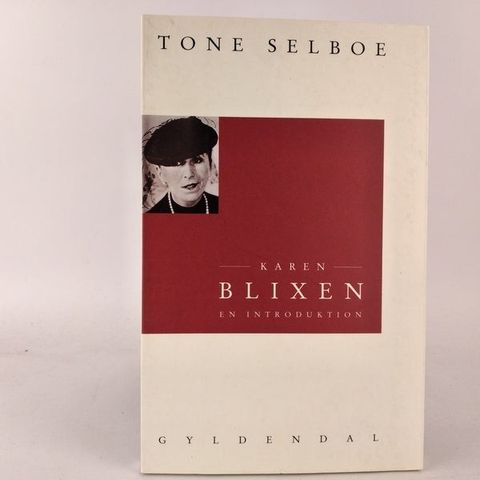 TONE SELBOE
KAREN
BLIXEN
EN INTRODUKTION
GYLDENDAL